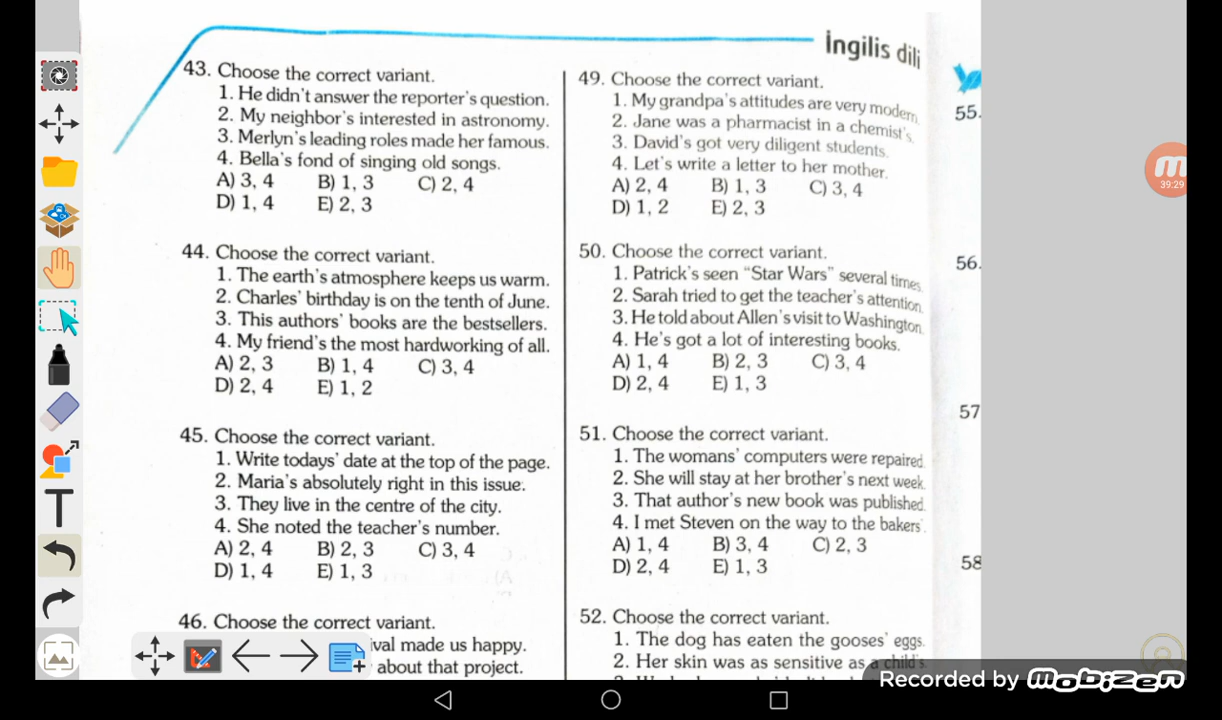 İngilis dili
43. Choose the correct variant.
1. He didn't answer the reporter's question.
2. My neighbor's interested in astronomy.
3. Merlyn's leading roles made her famous.
4. Bella's fond of singing old songs.
A) 3, 4 B) 1, 3 C) 2, 4
D) 1, 4 E) 2, 3
44. Choose the correct variant.
1. The earth's atmosphere keeps us warm.
2. Charles' birthday is on the tenth of June.
3. This authors' books are the bestsellers.
4. My friend's the most hardworking of all.
A) 2, 3 B) 1, 4 C) 3, 4
D) 2, 4 E) 1, 2
45. Choose the correct variant.
1. Write todays' date at the top of the page.
2. Maria's absolutely right in this issue.
3. They live in the centre of the city.
4. She noted the teacher's number.
A) 2, 4 B) 2, 3 C) 3, 4
D) 1, 4 E) 1, 3
46. Choose the correct variant.
ival made us happy.
about that project.
49. Choose the correct variant.
1. My grandpa's attitudes are very modern.
2. Jane was a pharmacist in a chemist's.
3. David's got very diligent students.
4. Let's write a letter to her mother.
A) 2, 4 B) 1, 3 C) 3, 4
D) 1, 2 E) 2, 3
50. Choose the correct variant.
1. Patrick's seen “Star Wars” several times
2. Sarah tried to get the teacher's attention.
3. He told about Allen's visit to Washington.
4. He's got a lot of interesting books.
A) 1, 4 B) 2, 3 C) 3, 4
D) 2, 4 E) 1, 3
51. Choose the correct variant.
1. The womans' computers were repaired.
2. She will stay at her brother's next week.
3. That author's new book was published.
4. I met Steven on the way to the bakers'.
A) 1, 4 B) 3, 4 C) 2, 3
D) 2, 4 E) 1, 3
52. Choose the correct variant.
1. The dog has eaten the gooses' eggs.
2. Her skin was as sensitive as a child's.
55.
56.
57
58
39:29
T
Recorded by Mobizen